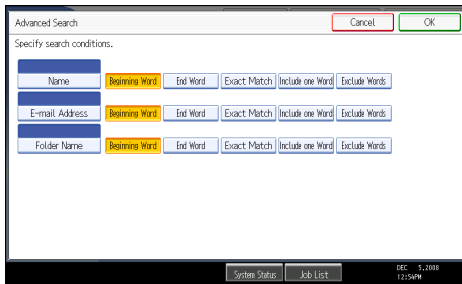 Advanced Search Cancel OK
Specify search conditions.
Name Beginning Word End Word Exact Match Include one Word Exclude Words
E-mail Address Beginning Word End Word Exact Match Include one Word Exclude Words
Folder Name Beginning Word End Word Exact Match Include one Word Exclude Words
System Status Job List DEC 5,2008
12:54PM